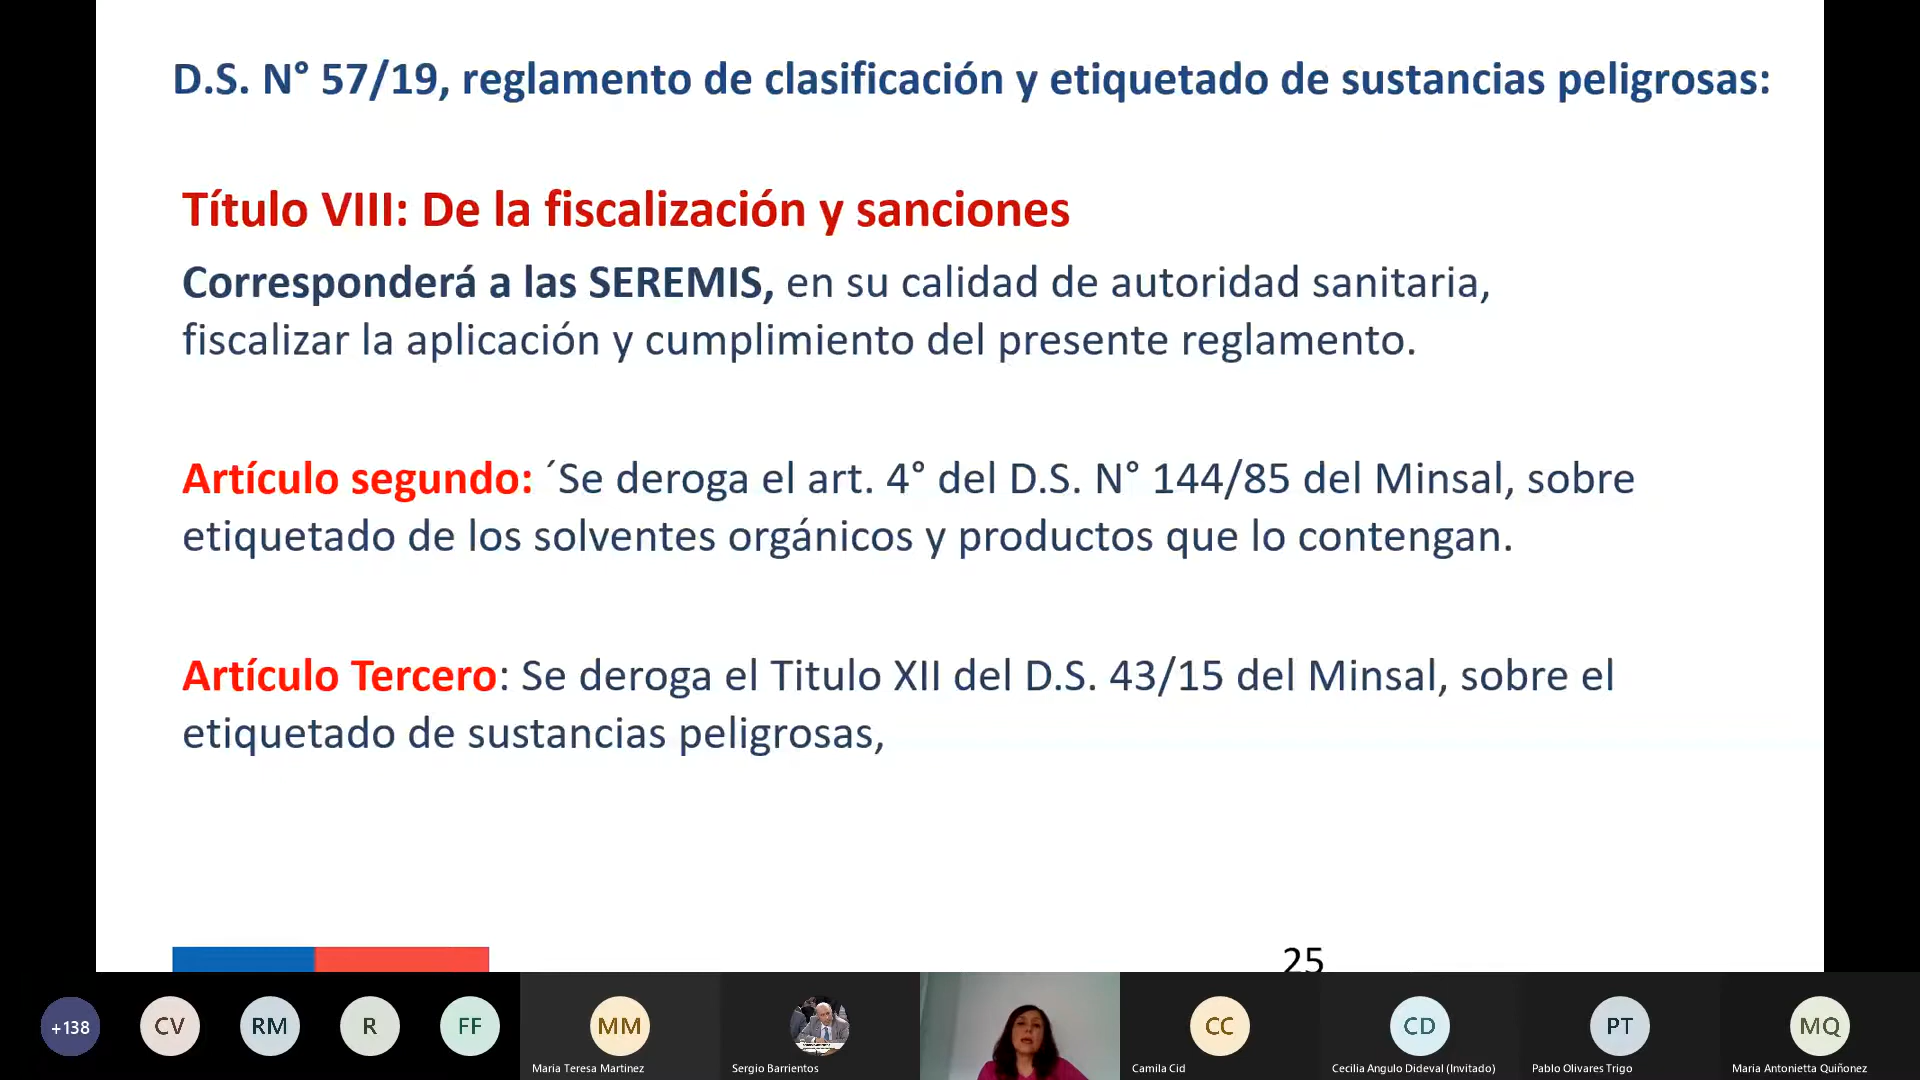 D.S. N° 57/19, reglamento de clasificación y etiquetado de sustancias peligrosas:
Título VIII: De la fiscalización y sanciones
Corresponderá a las SEREMIS, en su calidad de autoridad sanitaria,
fiscalizar la aplicación y cumplimiento del presente reglamento.
Artículo segundo: ´Se deroga el art. 4° del D.S. N° 144/85 del Minsal, sobre
etiquetado de los solventes orgánicos y productos que lo contengan.
Artículo Tercero: Se deroga el Titulo XII del D.S. 43/15 del Minsal, sobre el
etiquetado de sustancias peligrosas,
25
+138 CV RM R FF MM CC CD PT MQ
Maria Teresa Martinez Sergio Barrientos Camila Cid Cecilia Angulo Dideval (Invitado) Pablo Olivares Trigo Maria Antonietta Quiñonez